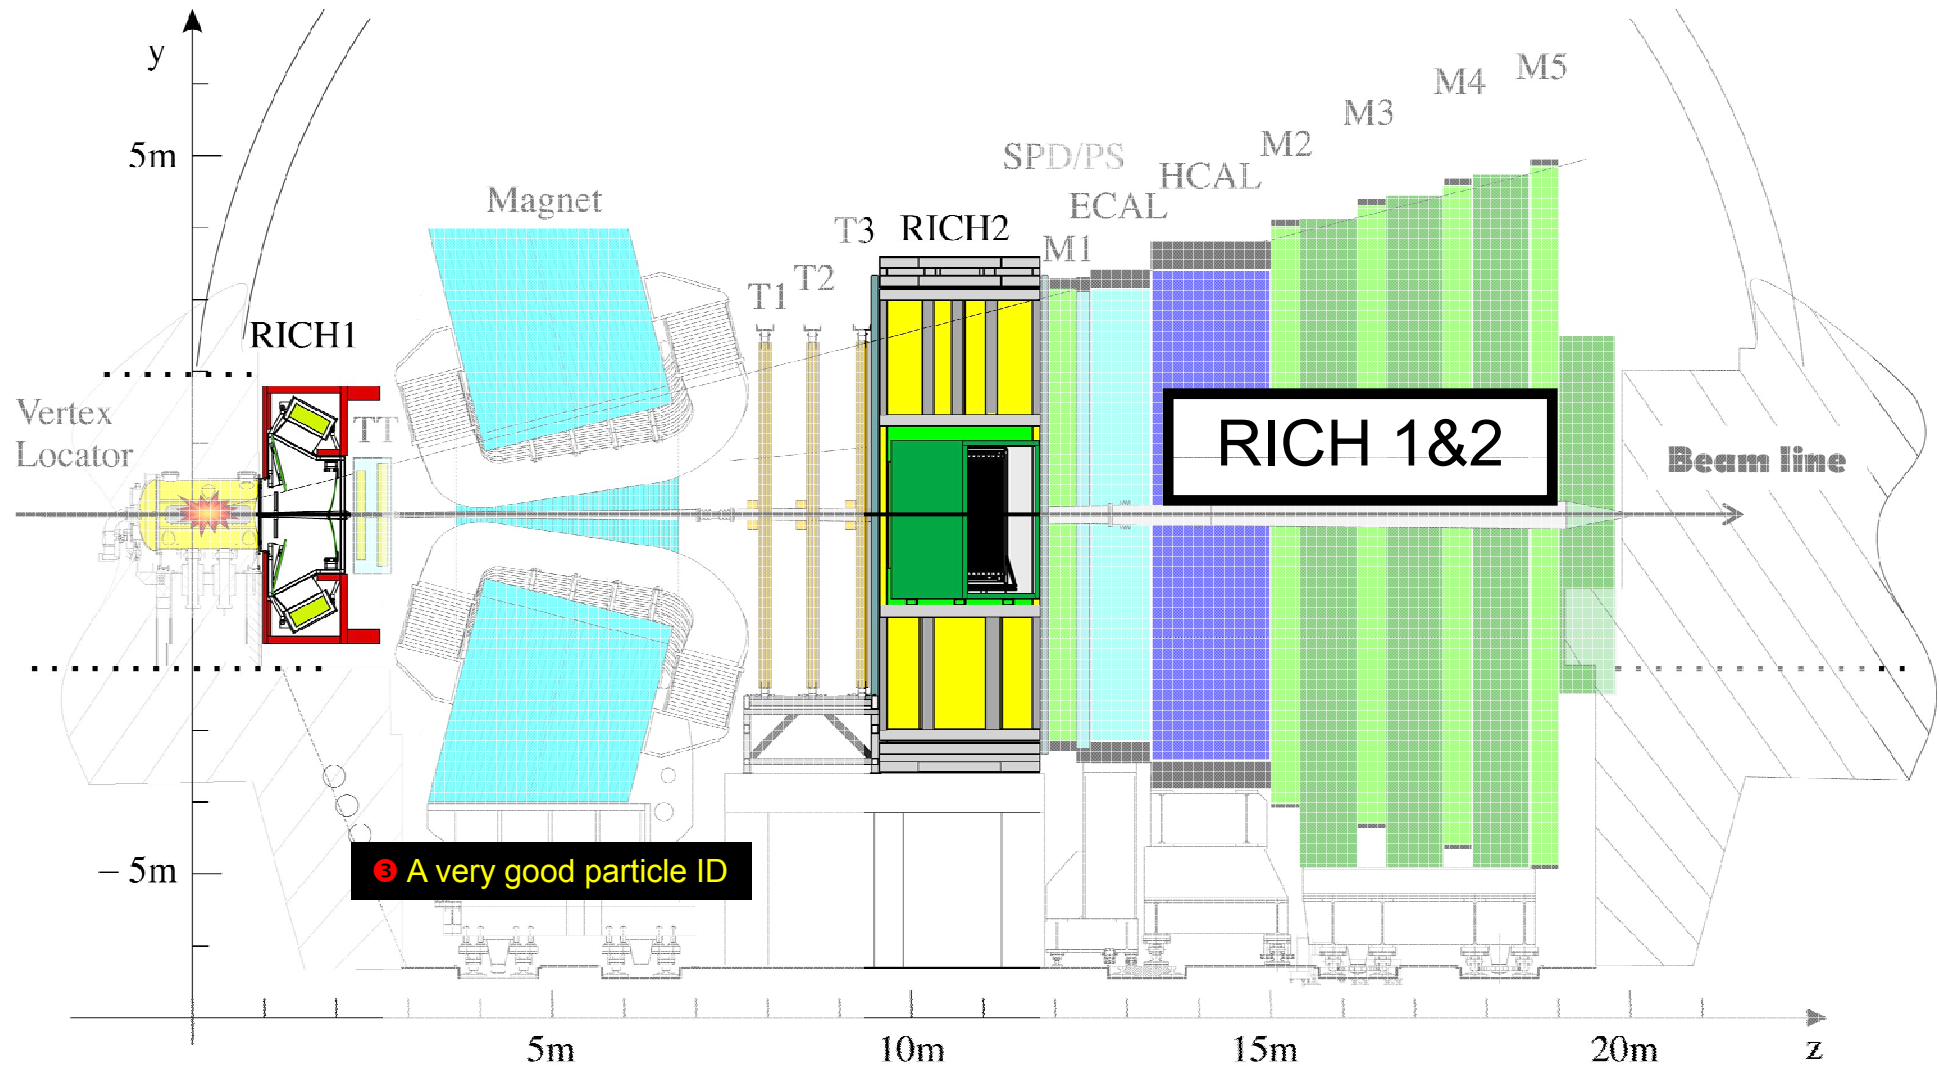 y
5m
Magnet
RICH1
Vertex
Locator
TT
T1
T2
T3
RICH2
M1
SPD/PS
ECAL
HCAL
M2
M3
M4
M5
RICH 1&2
Beam line
– 5m
❸ A very good particle ID
5m
10m
15m
20m
z